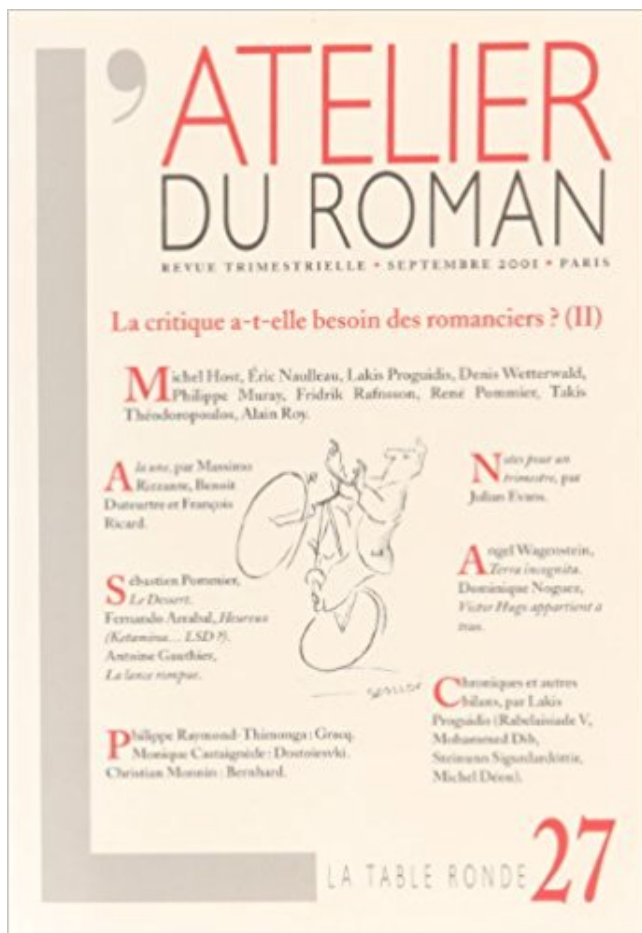 L'ATELIER
DU ROMAN
REVUE TRIMESTRIELLE • SEPTEMBRE 2001 • PARIS
La critique a-t-elle besoin des romanciers ? (II)
Michel Host, Éric Naulleau, Lakis Proguidis, Denis Wetterwald,
Philippe Muray, Fridrik Rafnsson, René Pommier, Takis
Théodoropoulos, Alain Roy.
A la une, par Massimo
Rizzante, Benoît
Duteurtre et François
Ricard.
Notes pour un
trimestre, par
Julian Evans.
Sébastien Pommier,
Le Dessert.
Fernando Arrabal, Heureux
(Ketamina... LSD ?).
Antoine Gauthier,
La lance rompue.
Angel Wagenstein,
Terra incognita.
Dominique Noguez,
Victor Hugo appartient à
tous.
Philippe Raymond-Thimonga : Gracq.
Monique Castaignède : Dostoïevski.
Christian Monnin : Bernhard.
Chroniques et autres
bilans, par Lakis
Proguidis (Rabelaisiade V,
Mohammed Dib,
Steinunn Sigurdardóttir,
Michel Déon).
SEMPÉ
LA TABLE RONDE 27